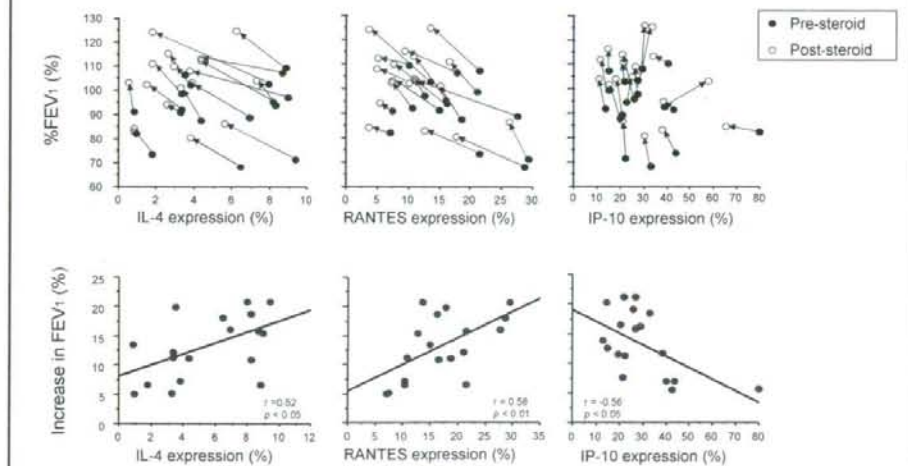 Pre-steroid
Post-steroid
%FEV1 (%)
130
120
110
100
90
80
70
60
0 2 4 6 8 10
IL-4 expression (%)
0 5 10 15 20 25 30
RANTES expression (%)
0 10 20 30 40 50 60 70 80
IP-10 expression (%)
Increase in FEV1 (%)
25
20
15
10
5
0
r =0.52
p < 0.05
0 2 4 6 8 10 12
IL-4 expression (%)
r =0.58
p < 0.01
0 5 10 15 20 25 30 35
RANTES expression (%)
r = -0.56
p < 0.05
0 10 20 30 40 50 60 70 80
IP-10 expression (%)